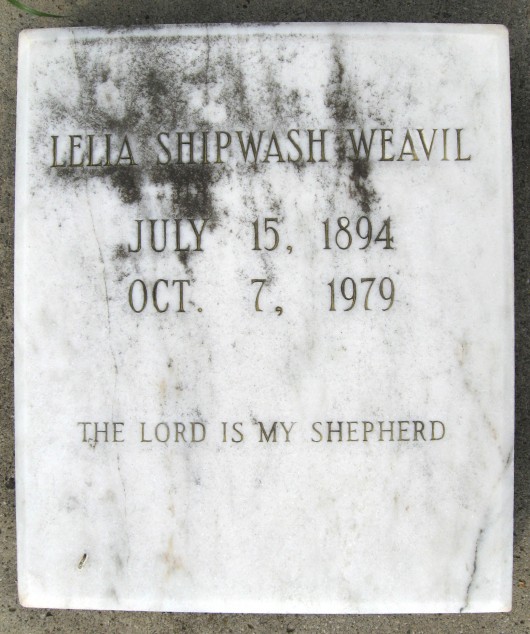 LELIA SHIPWASH WEAVIL
JULY 15, 1894
OCT. 7, 1979
THE LORD IS MY SHEPHERD